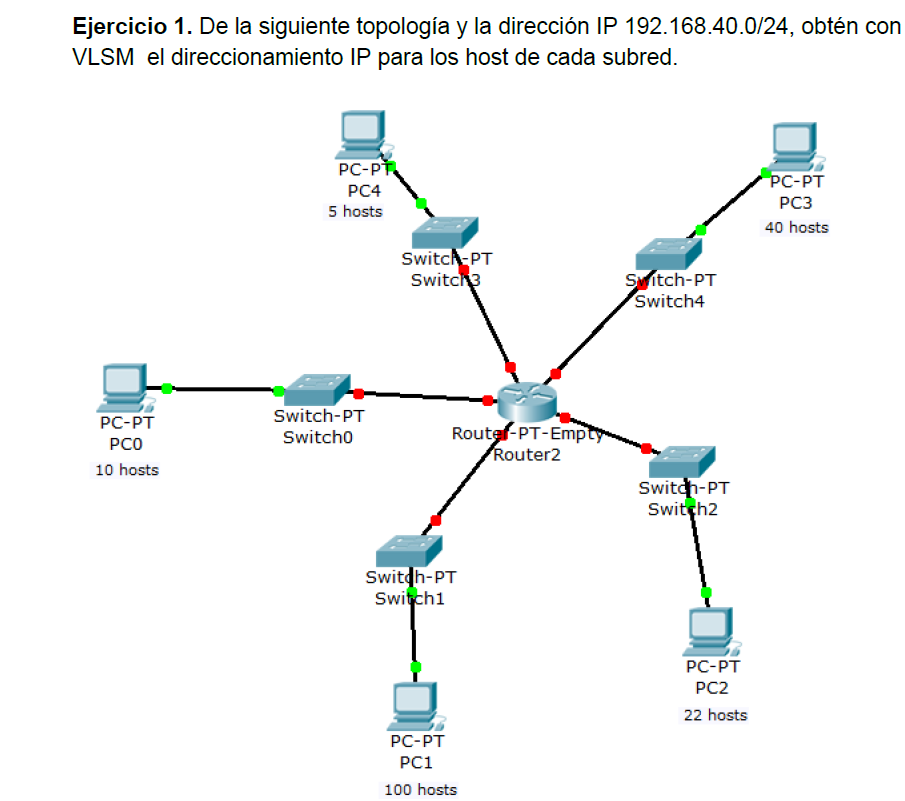 Ejercicio 1. De la siguiente topología y la dirección IP 192.168.40.0/24, obtén con
VLSM el direccionamiento IP para los host de cada subred.
PC-PT
PC4
5 hosts
PC-PT
PC3
40 hosts
Switch-PT
Switch3
Switch-PT
Switch4
PC-PT
PC0
10 hosts
Switch-PT
Switch0
Router-PT-Empty
Router2
Switch-PT
Switch2
Switch-PT
Switch1
PC-PT
PC2
22 hosts
PC-PT
PC1
100 hosts